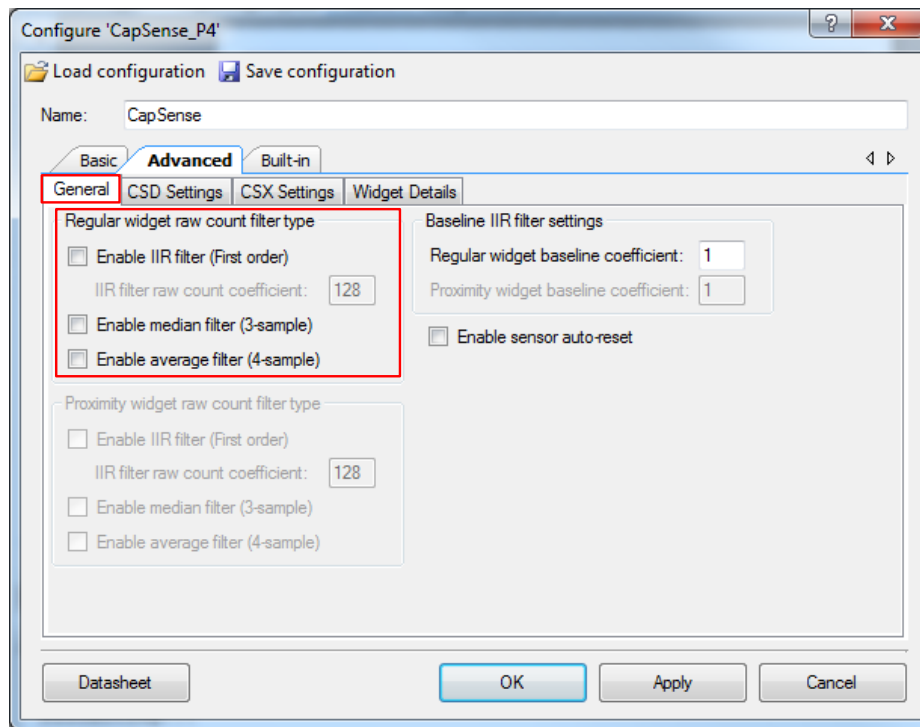 Configure 'CapSense_P4'
?
X
Load configuration
Save configuration
Name:
CapSense
Basic
Advanced
Built-in
General
CSD Settings
CSX Settings
Widget Details
Regular widget raw count filter type
Enable IIR filter (First order)
IIR filter raw count coefficient:
128
Enable median filter (3-sample)
Enable average filter (4-sample)
Proximity widget raw count filter type
Enable IIR filter (First order)
IIR filter raw count coefficient:
128
Enable median filter (3-sample)
Enable average filter (4-sample)
Baseline IIR filter settings
Regular widget baseline coefficient:
1
Proximity widget baseline coefficient:
1
Enable sensor auto-reset
Datasheet
OK
Apply
Cancel